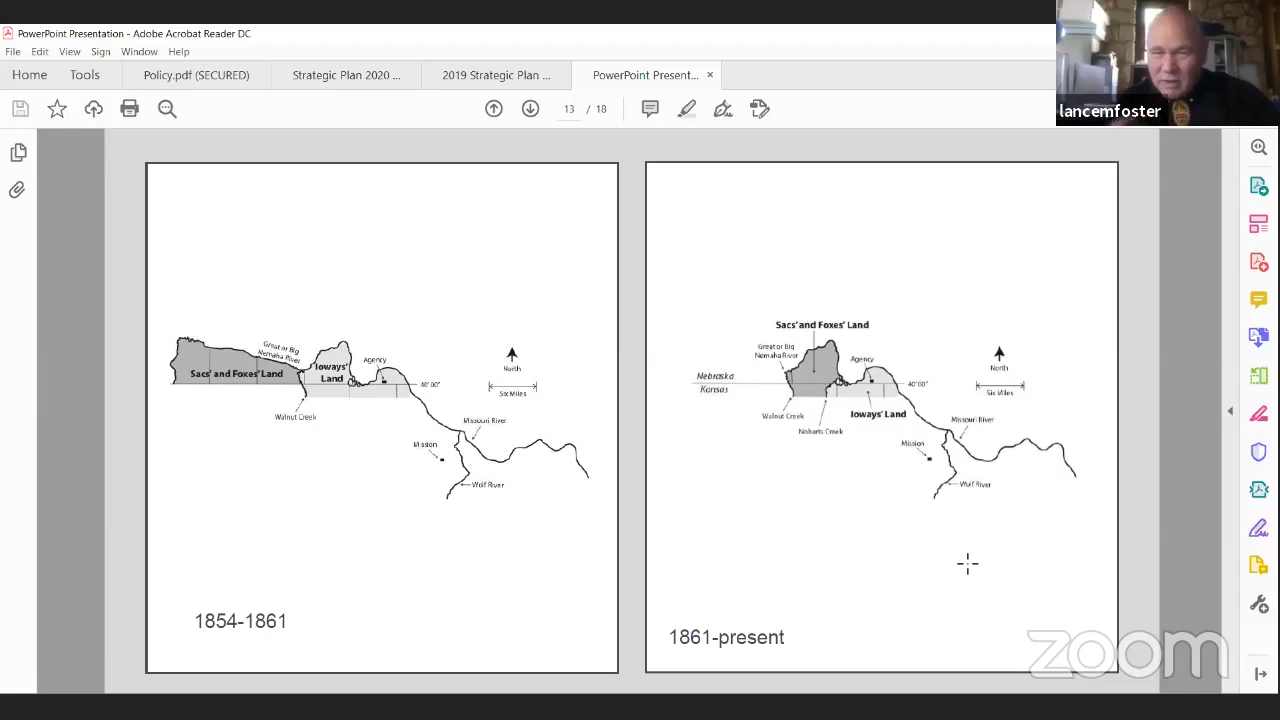 PowerPoint Presentation - Adobe Acrobat Reader DC
File Edit View Sign Window Help
Home Tools Policy.pdf (SECURED) Strategic Plan 2020 ... 2019 Strategic Plan ... PowerPoint Present... ×
13 / 18
lancemfoster
Great or Big
Nemaha River
Sacs' and Foxes' Land
Ioways'
Land
Agency
40°00"
North
Six Miles
Walnut Creek
Missouri River
Mission
Wolf River
1854-1861
Sacs' and Foxes' Land
Great or Big
Nemaha River
Agency
North
Nebraska
Kansas
40°00"
Six Miles
Walnut Creek
Ioways' Land
Noharts Creek
Missouri River
Mission
Wolf River
1861-present
zoom